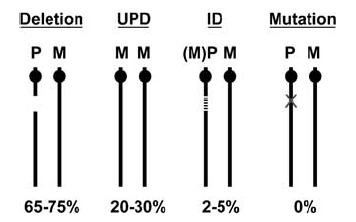 Deletion UPD ID Mutation
P M M M (M)P M P M
65-75% 20-30% 2-5% 0%